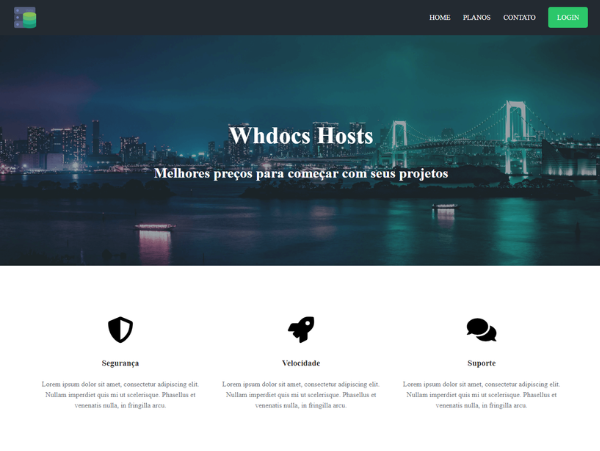 HOME PLANOS CONTATO LOGIN
Whdocs Hosts
Melhores preços para começar com seus projetos
Segurança Velocidade Suporte
Lorem ipsum dolor sit amet, consectetur adipiscing elit.
Nullam imperdiet quis mi ut scelerisque. Phasellus et
venenatis nulla, in fringilla arcu.
Lorem ipsum dolor sit amet, consectetur adipiscing elit.
Nullam imperdiet quis mi ut scelerisque. Phasellus et
venenatis nulla, in fringilla arcu.
Lorem ipsum dolor sit amet, consectetur adipiscing elit.
Nullam imperdiet quis mi ut scelerisque. Phasellus et
venenatis nulla, in fringilla arcu.